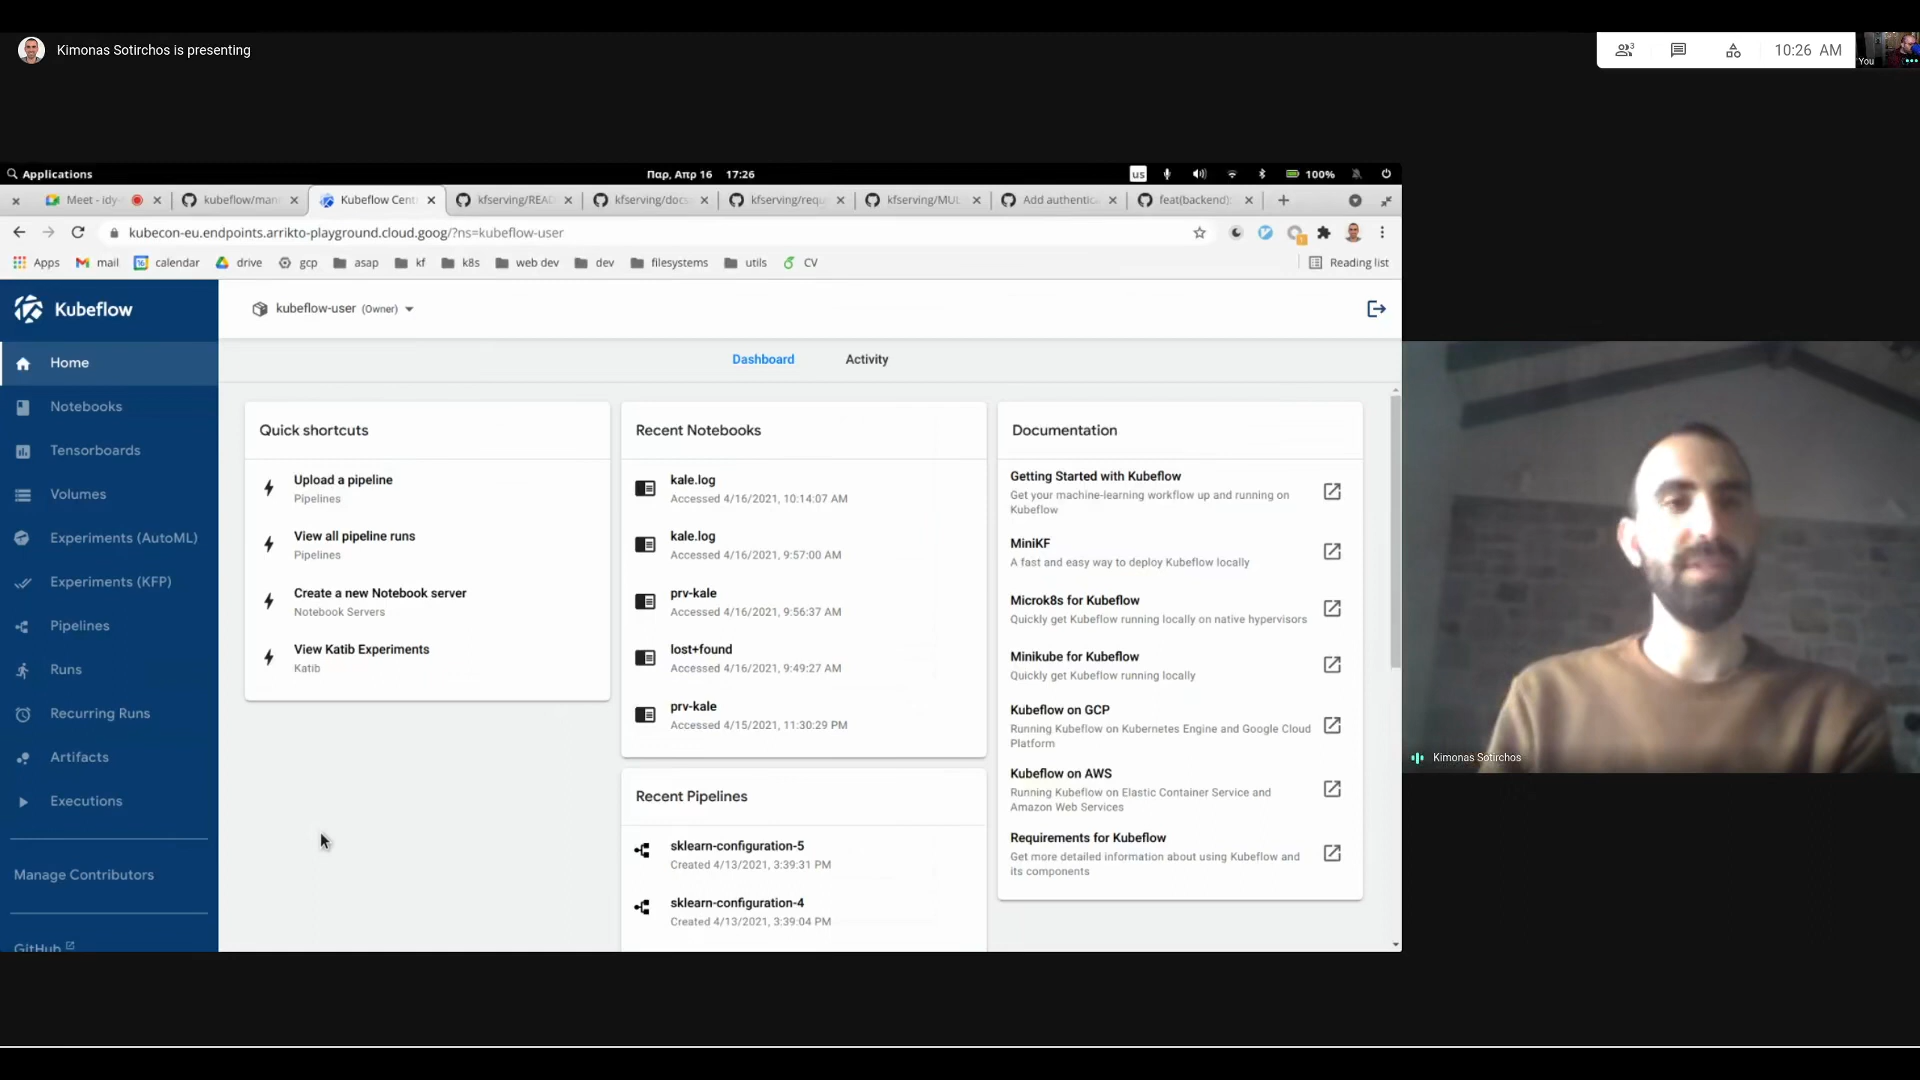 Kimonas Sotirchos is presenting
3
10:26 AM
You
Applications
Παρ, Απρ 16 17:26
us
100%
Meet - idy
kubeflow/man
Kubeflow Cent
kfserving/REA
kfserving/docs
kfserving/requ
kfserving/MUL
Add authentic
feat(backend)
kubecon-eu.endpoints.arrikto-playground.cloud.goog/?ns=kubeflow-user
Apps
mail
calendar
drive
gcp
asap
kf
k8s
web dev
dev
filesystems
utils
CV
Reading list
Kubeflow
kubeflow-user (Owner)
Home
Notebooks
Tensorboards
Volumes
Experiments (AutoML)
Experiments (KFP)
Pipelines
Runs
Recurring Runs
Artifacts
Executions
Manage Contributors
GitHub
Dashboard
Activity
Quick shortcuts
Upload a pipeline
Pipelines
View all pipeline runs
Pipelines
Create a new Notebook server
Notebook Servers
View Katib Experiments
Katib
Recent Notebooks
kale.log
Accessed 4/16/2021, 10:14:07 AM
kale.log
Accessed 4/16/2021, 9:57:00 AM
prv-kale
Accessed 4/16/2021, 9:56:37 AM
lost+found
Accessed 4/16/2021, 9:49:27 AM
prv-kale
Accessed 4/15/2021, 11:30:29 PM
Recent Pipelines
sklearn-configuration-5
Created 4/13/2021, 3:39:31 PM
sklearn-configuration-4
Created 4/13/2021, 3:39:04 PM
Documentation
Getting Started with Kubeflow
Get your machine-learning workflow up and running on
Kubeflow
MiniKF
A fast and easy way to deploy Kubeflow locally
Microk8s for Kubeflow
Quickly get Kubeflow running locally on native hypervisors
Minikube for Kubeflow
Quickly get Kubeflow running locally
Kubeflow on GCP
Running Kubeflow on Kubernetes Engine and Google Cloud
Platform
Kubeflow on AWS
Running Kubeflow on Elastic Container Service and
Amazon Web Services
Requirements for Kubeflow
Get more detailed information about using Kubeflow and
its components
Kimonas Sotirchos